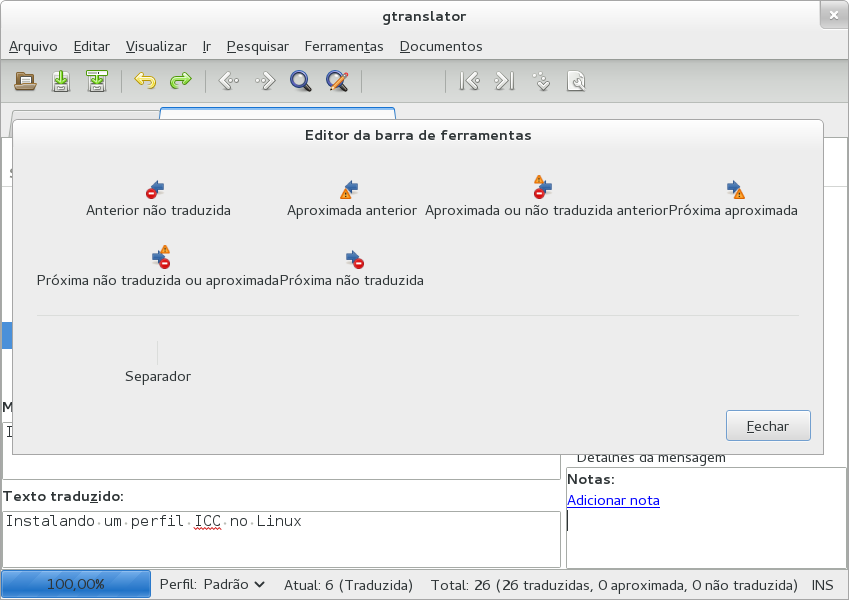 gtranslator
Arquivo Editar Visualizar Ir Pesquisar Ferramentas Documentos
Editor da barra de ferramentas
Anterior não traduzida Aproximada anterior Aproximada ou não traduzida anterior Próxima aproximada
Próxima não traduzida ou aproximada Próxima não traduzida
Separador
Fechar
Detalhes da mensagem
Notas:
Adicionar nota
Texto traduzido:
Instalando·um·perfil·ICC·no·Linux
100,00% Perfil: Padrão Atual: 6 (Traduzida) Total: 26 (26 traduzidas, 0 aproximada, 0 não traduzida) INS